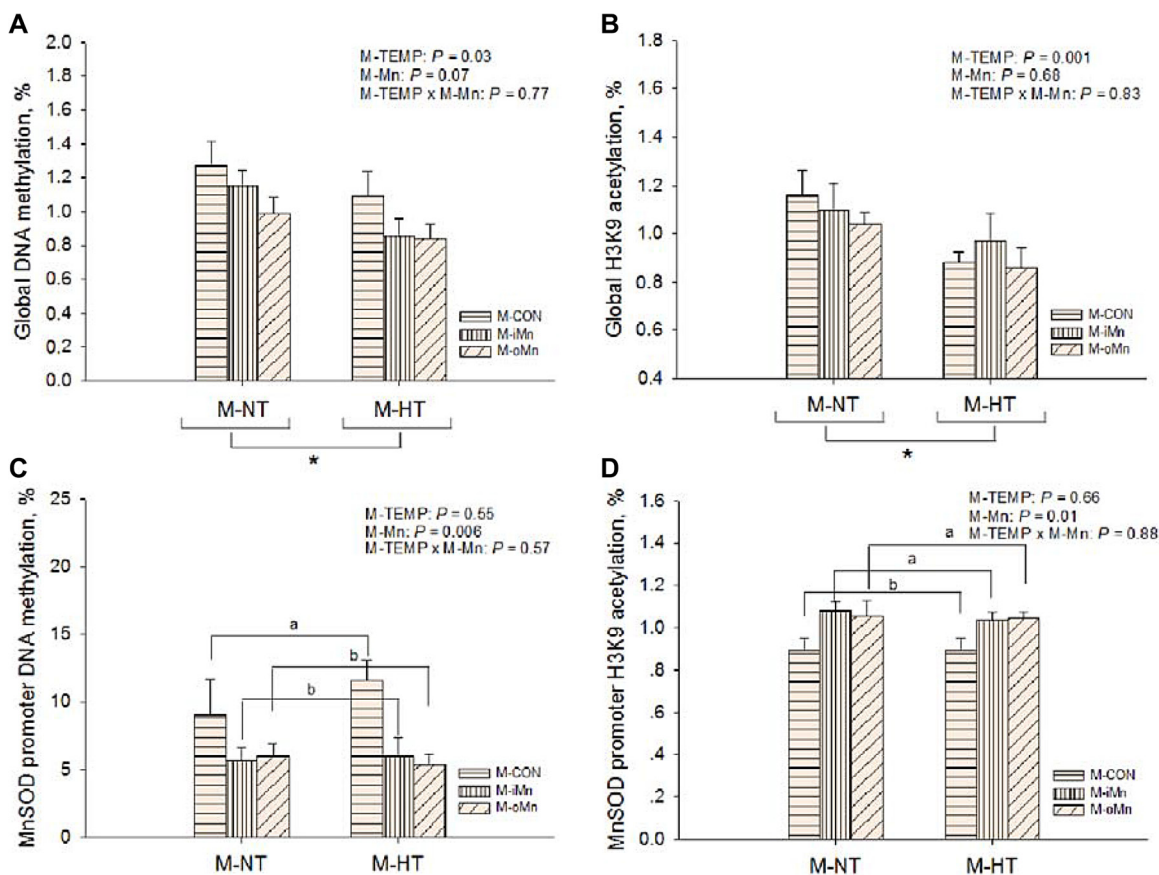 A
Global DNA methylation, %
2.0
1.8
1.6
1.4
1.2
1.0
0.8
0.6
0.4
0.2
0.0
M-TEMP: P = 0.03
M-Mn: P = 0.07
M-TEMP x M-Mn: P = 0.77
M-CON
M-iMn
M-oMn
M-NT
M-HT
*
B
Global H3K9 acetylation, %
1.8
1.6
1.4
1.2
1.0
0.8
0.6
0.4
M-TEMP: P = 0.001
M-Mn: P = 0.68
M-TEMP x M-Mn: P = 0.83
M-CON
M-iMn
M-oMn
M-NT
M-HT
*
C
MnSOD promoter DNA methylation, %
25
20
15
10
5
0
M-TEMP: P = 0.55
M-Mn: P = 0.006
M-TEMP x M-Mn: P = 0.57
a
b
b
M-CON
M-iMn
M-oMn
M-NT
M-HT
D
MnSOD promoter H3K9 acetylation, %
1.6
1.4
1.2
1.0
.8
.6
.4
.2
0.0
M-TEMP: P = 0.66
M-Mn: P = 0.01
M-TEMP x M-Mn: P = 0.88
a
a
b
M-CON
M-iMn
M-oMn
M-NT
M-HT